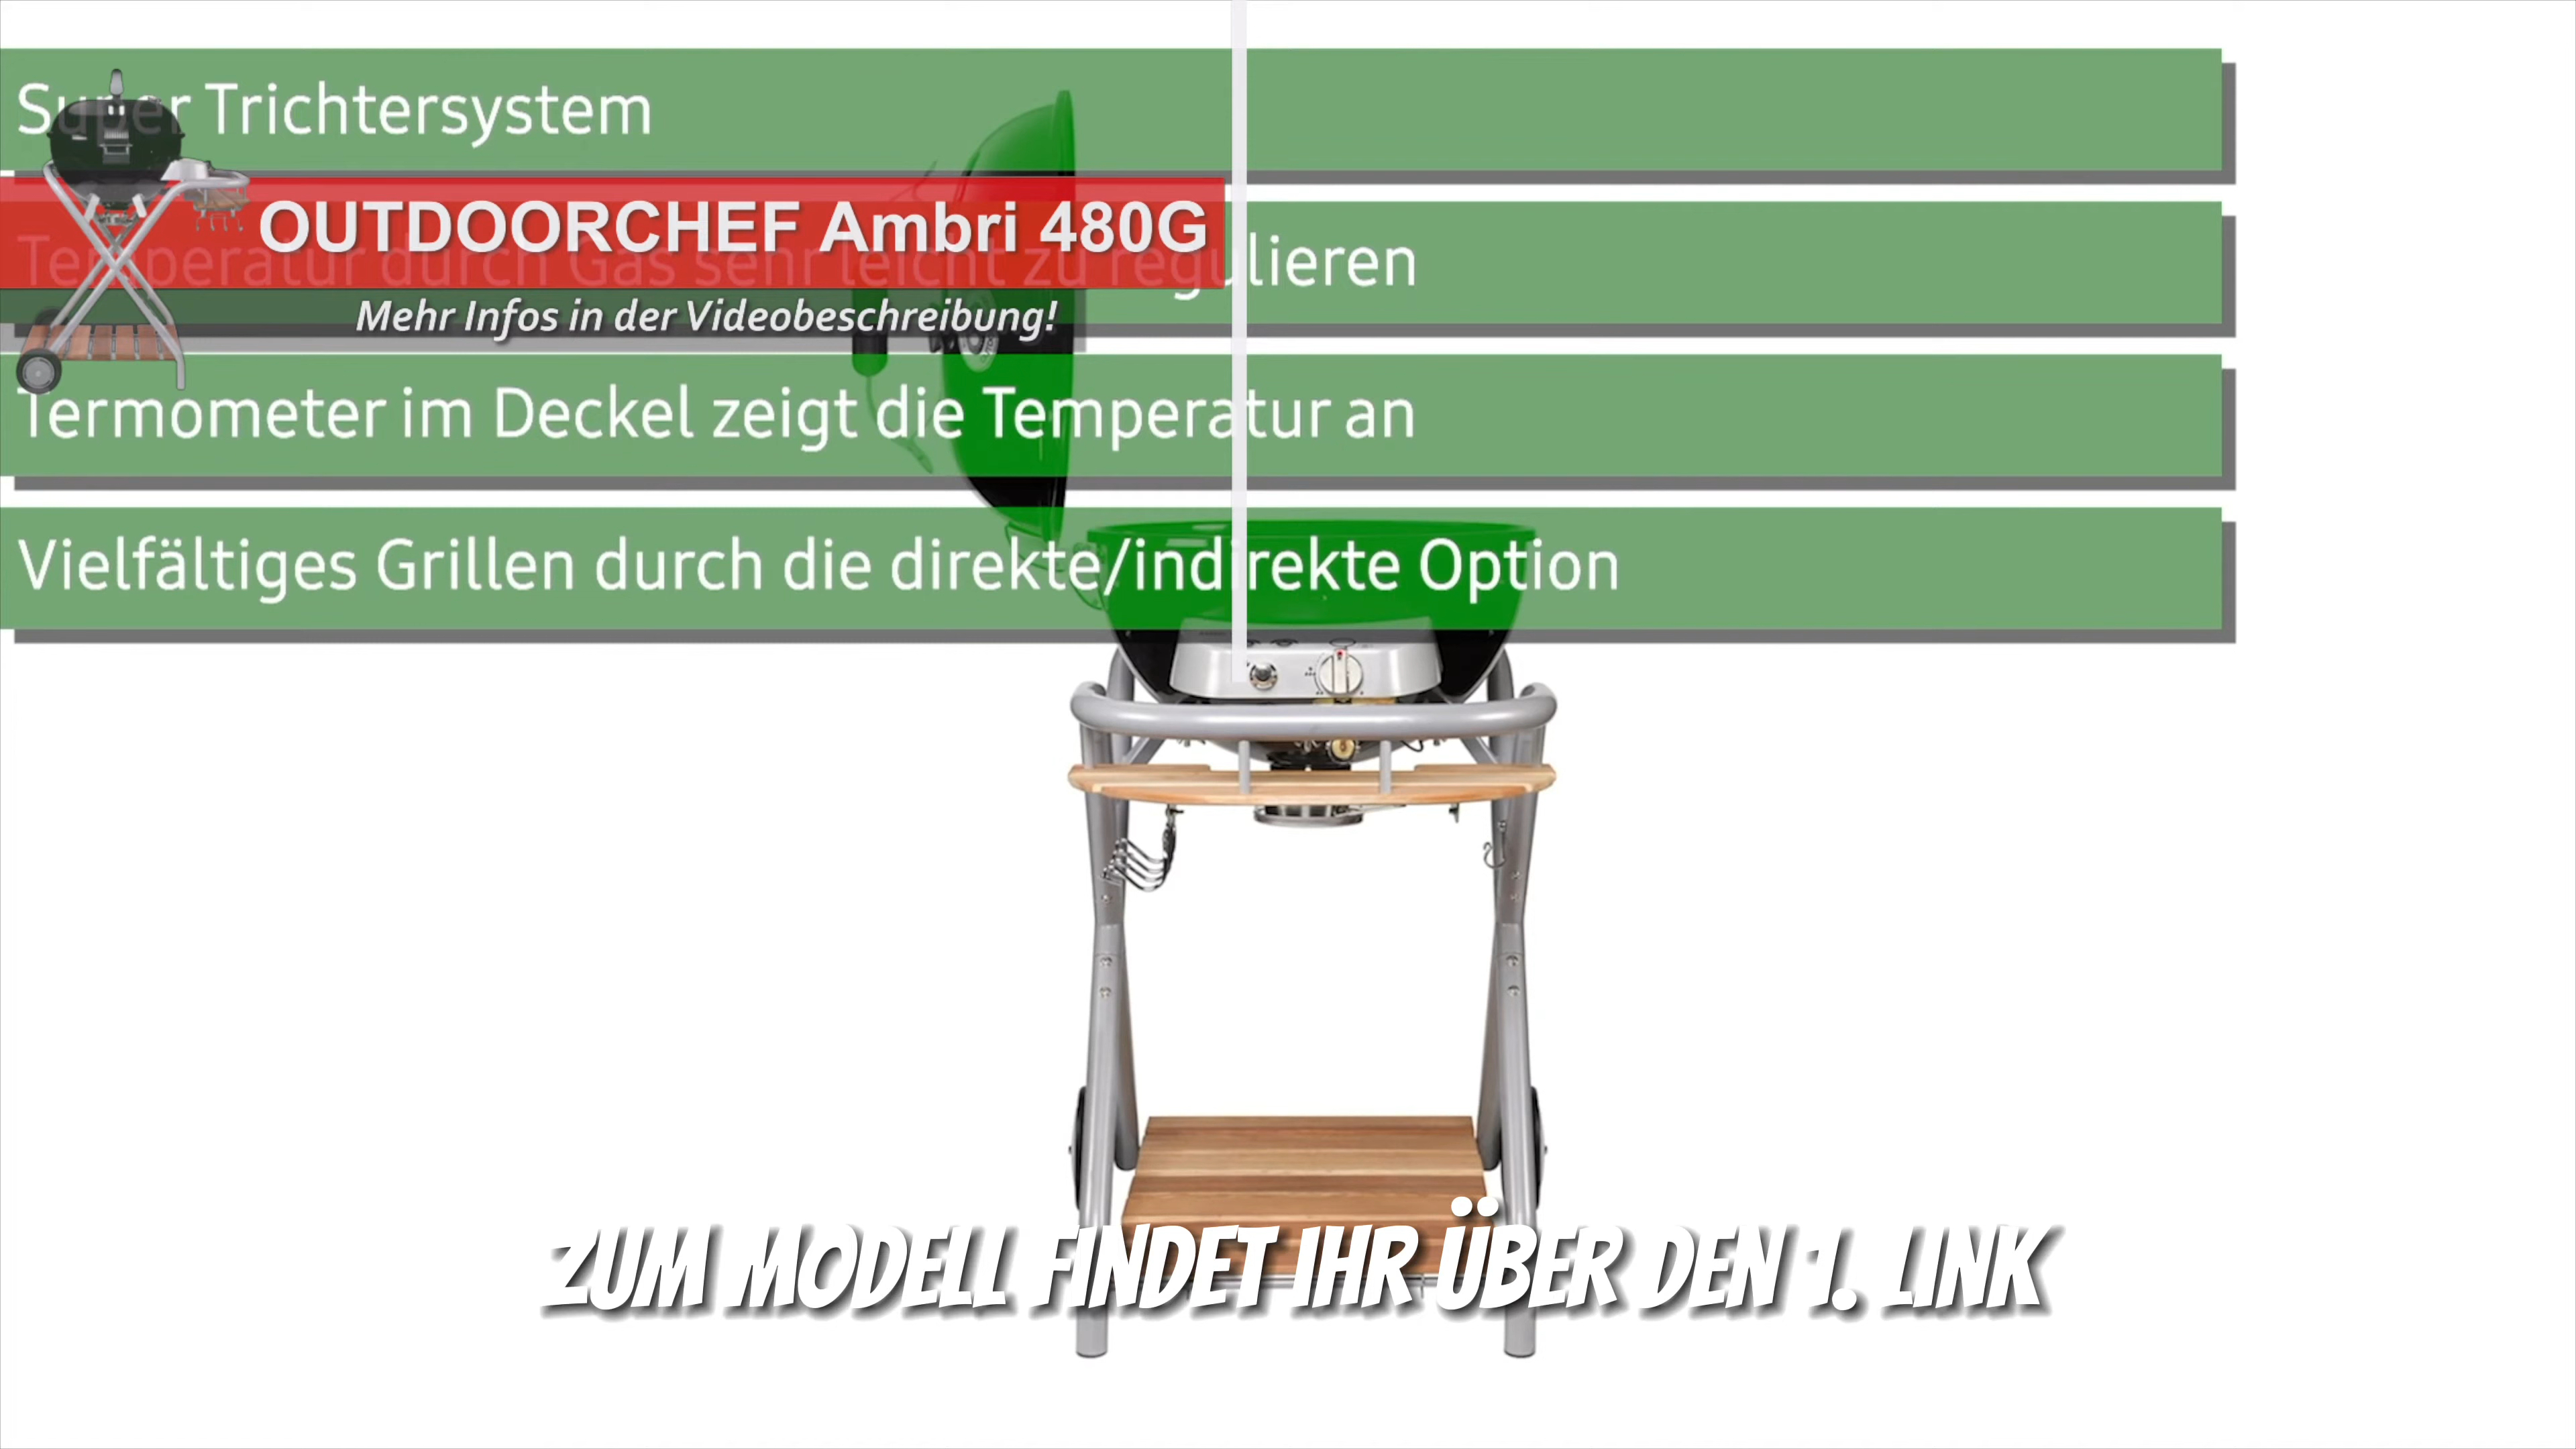 Super Trichtersystem
OUTDOORCHEF Ambri 480G
Temperatur durch Gas sehr leicht zu regulieren
Mehr Infos in der Videobeschreibung!
Termometer im Deckel zeigt die Temperatur an
Vielfältiges Grillen durch die direkte/indirekte Option
ZUM MODELL FINDET IHR ÜBER DEN 1. LINK